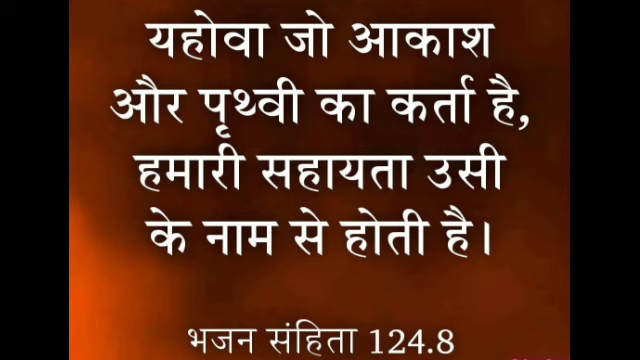 यहोवा जो आकाश
और पृथ्वी का कर्ता है,
हमारी सहायता उसी
के नाम से होती है।
भजन संहिता 124.8